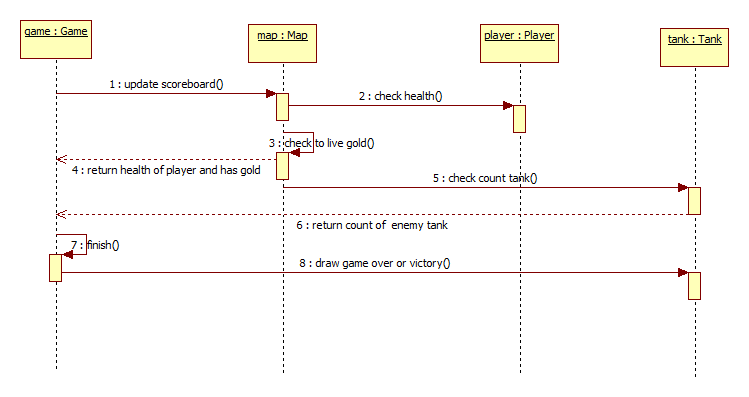 game : Game
map : Map
player : Player
tank : Tank
1 : update scoreboard()
2 : check health()
3 : check to live gold()
4 : return health of player and has gold
5 : check count tank()
6 : return count of enemy tank
7 : finish()
8 : draw game over or victory()